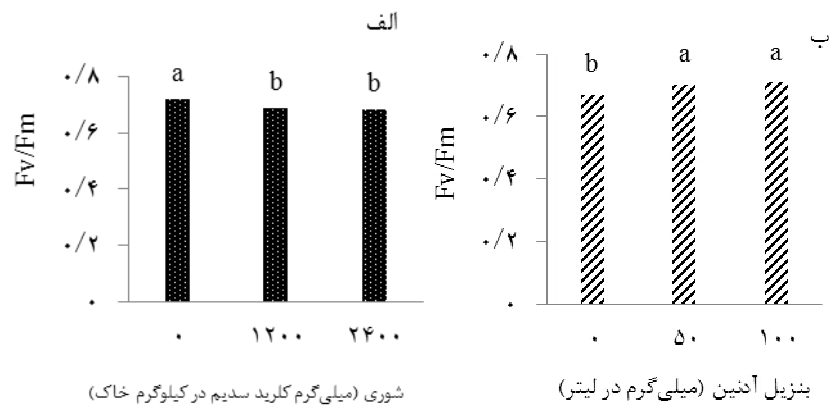 الف
a b b
Fv/Fm
۰/۸
۰/۶
۰/۴
۰/۲
۰
۰ ۱۲۰۰ ۲۴۰۰
شوری (میلی‌گرم کلرید سدیم در کیلوگرم خاک)
ب
b a a
Fv/Fm
۰/۸
۰/۶
۰/۴
۰/۲
۰
۰ ۵۰ ۱۰۰
بنزیل آدنین (میلی‌گرم در لیتر)